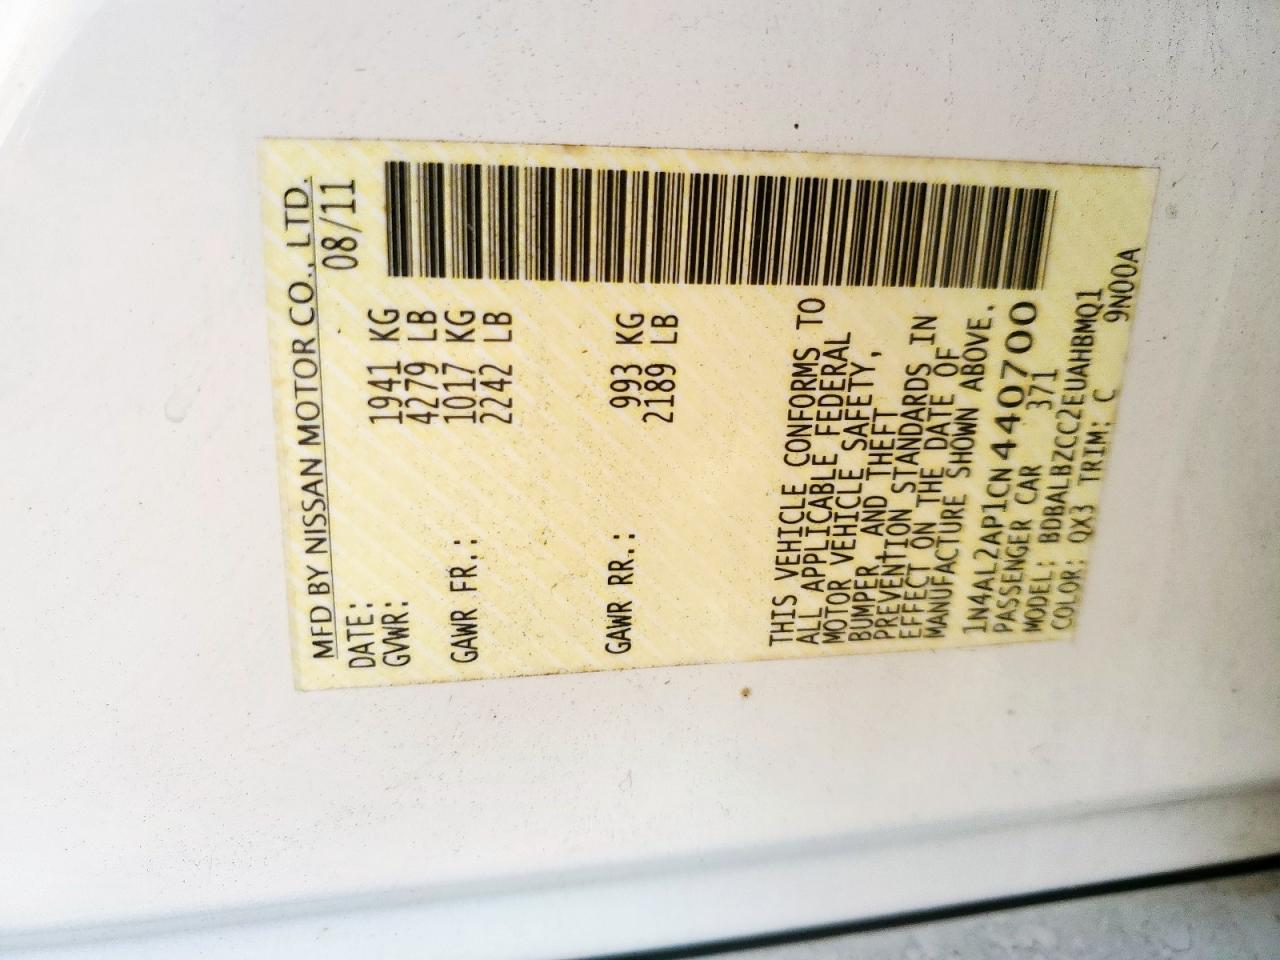 MFD BY NISSAN MOTOR CO., LTD.
DATE: 08/11
GVWR: 1941 KG
4279 LB
GAWR FR.: 1017 KG
2242 LB
GAWR RR.: 993 KG
2189 LB
THIS VEHICLE CONFORMS TO
ALL APPLICABLE FEDERAL
MOTOR VEHICLE SAFETY,
BUMPER, AND THEFT
PREVENTION STANDARDS IN
EFFECT ON THE DATE OF
MANUFACTURE SHOWN ABOVE.
1N4AL2AP1CN440700
PASSENGER CAR 371
MODEL: BDBALBZCC2EUAHBMQ1
COLOR: QX3 TRIM: C 9N00A